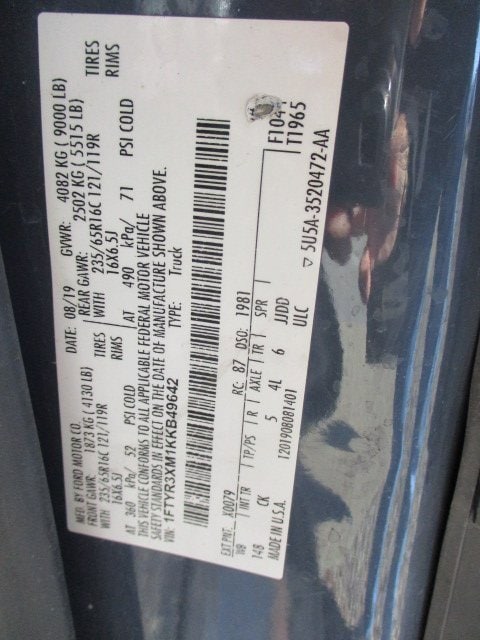 MFD. BY FORD MOTOR CO.
DATE: 08/19 GVWR: 4082 KG ( 9000 LB)
FRONT GAWR: 1873 KG ( 4130 LB) REAR GAWR: 2502 KG ( 5515 LB)
WITH 235/65R16C 121/119R TIRES WITH 235/65R16C 121/119R TIRES
16X6.5J RIMS 16X6.5J RIMS
AT 360 kPa/ 52 PSI COLD AT 490 kPa/ 71 PSI COLD
THIS VEHICLE CONFORMS TO ALL APPLICABLE FEDERAL MOTOR VEHICLE
SAFETY STANDARDS IN EFFECT ON THE DATE OF MANUFACTURE SHOWN ABOVE.
VIN: 1FTYR3XM1KKB49642 TYPE: Truck
EXT PNT: X0079 RC: 87 DSO: 1981 F104
WB INT TR TP/PS R AXLE TR SPR T1965
148 CK 5 4L 6 JJDD
MADE IN U.S.A. 1201908081401 ULC 5U5A-3520472-AA